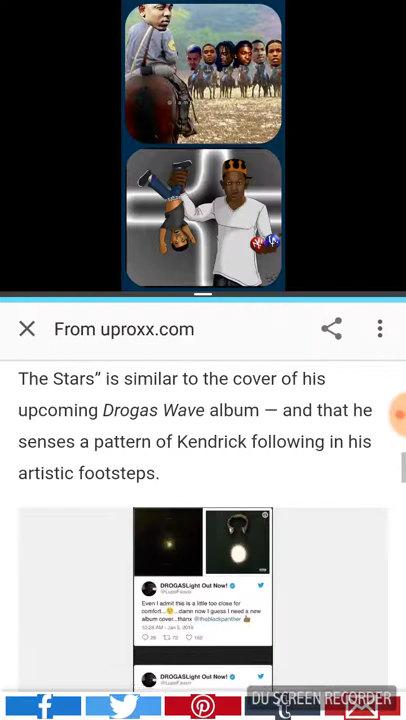 From uproxx.com
The Stars” is similar to the cover of his
upcoming Drogas Wave album — and that he
senses a pattern of Kendrick following in his
artistic footsteps.
DROGASLight Out Now!
@LupeFiasco
Even I admit this is a little too close for
comfort...🤔...damn now I guess I need a new
album cover...thanx @theblackpanther 👍🏾
DROGASLight Out Now!
DU SCREEN RECORDER